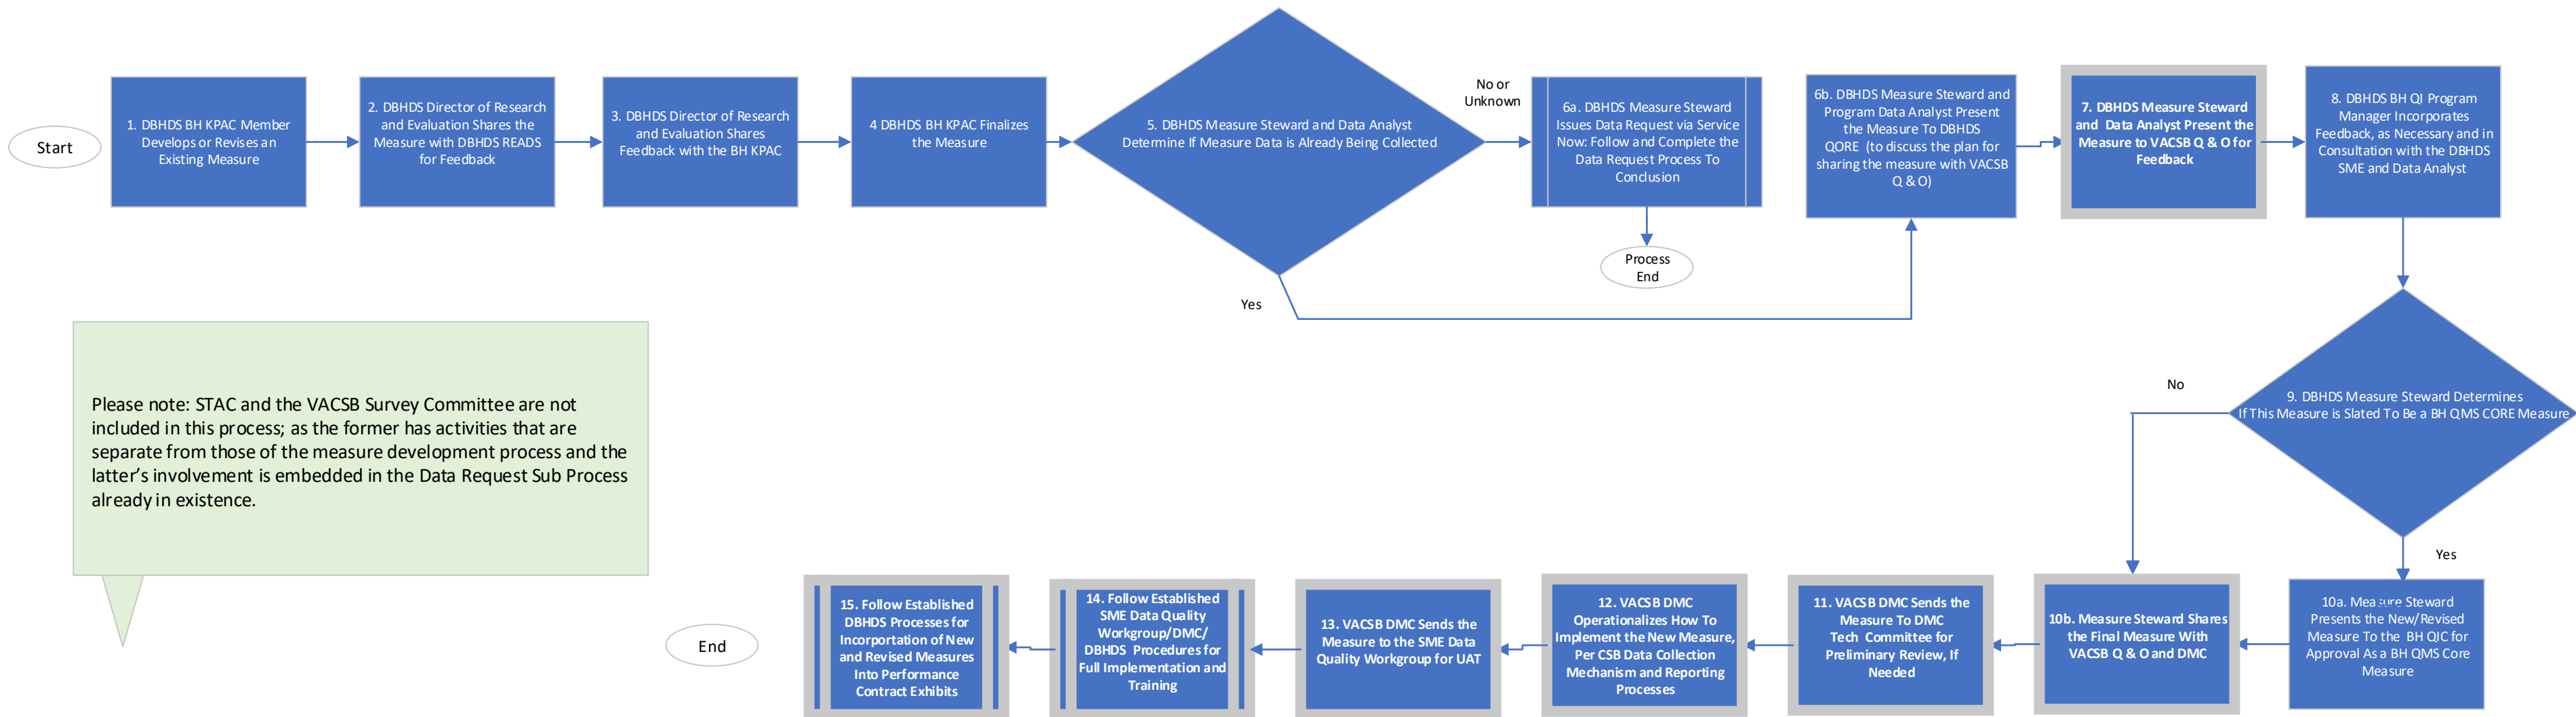 Start
1. DBHDS BH KPAC Member
Develops or Revises an
Existing Measure
2. DBHDS Director of Research
and Evaluation Shares the
Measure with DBHDS READS
for Feedback
3. DBHDS Director of Research
and Evaluation Shares
Feedback with the BH KPAC
4 DBHDS BH KPAC Finalizes
the Measure
5. DBHDS Measure Steward and Data Analyst
Determine If Measure Data is Already Being Collected
No or
Unknown
6a. DBHDS Measure Steward
Issues Data Request via Service
Now: Follow and Complete the
Data Request Process To
Conclusion
Process
End
Yes
6b. DBHDS Measure Steward and
Program Data Analyst Present
the Measure To DBHDS
QORE (to discuss the plan for
sharing the measure with VACSB
Q & O)
7. DBHDS Measure Steward
and Data Analyst Present the
Measure to VACSB Q & O for
Feedback
8. DBHDS BH QI Program
Manager Incorporates
Feedback, as Necessary and in
Consultation with the DBHDS
SME and Data Analyst
9. DBHDS Measure Steward Determines
If This Measure is Slated To Be a BH QMS CORE Measure
No
Yes
10a. Measure Steward
Presents the New/Revised
Measure To the BH QIC for
Approval As a BH QMS Core
Measure
10b. Measure Steward Shares
the Final Measure With
VACSB Q & O and DMC
11. VACSB DMC Sends the
Measure To DMC
Tech Committee for
Preliminary Review, If
Needed
12. VACSB DMC
Operationalizes How To
Implement the New Measure,
Per CSB Data Collection
Mechanism and Reporting
Processes
13. VACSB DMC Sends the
Measure to the SME Data
Quality Workgroup for UAT
14. Follow Established
SME Data Quality
Workgroup/DMC/
DBHDS Procedures for
Full Implementation and
Training
15. Follow Established
DBHDS Processes for
Incorportation of New
and Revised Measures
Into Performance
Contract Exhibits
End
Please note: STAC and the VACSB Survey Committee are not
included in this process; as the former has activities that are
separate from those of the measure development process and the
latter's involvement is embedded in the Data Request Sub Process
already in existence.